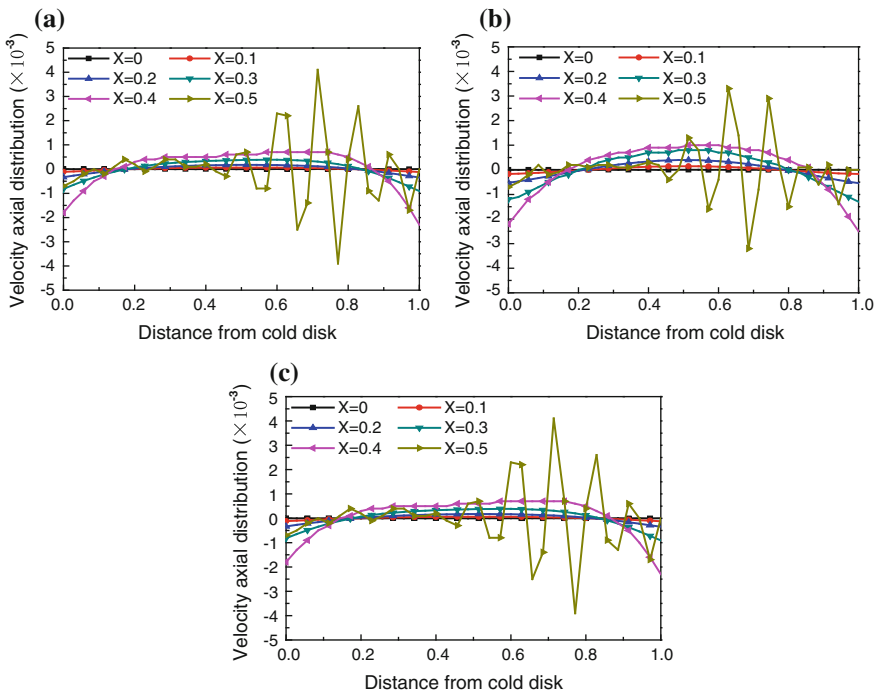 (a)
Velocity axial distribution (×10⁻³)
5
4
3
2
1
0
-1
-2
-3
-4
-5
X=0 X=0.1
X=0.2 X=0.3
X=0.4 X=0.5
0.0 0.2 0.4 0.6 0.8 1.0
Distance from cold disk
(b)
Velocity axial distribution (×10⁻³)
5
4
3
2
1
0
-1
-2
-3
-4
-5
X=0 X=0.1
X=0.2 X=0.3
X=0.4 X=0.5
0.0 0.2 0.4 0.6 0.8 1.0
Distance from cold disk
(c)
Velocity axial distribution (×10⁻³)
5
4
3
2
1
0
-1
-2
-3
-4
-5
X=0 X=0.1
X=0.2 X=0.3
X=0.4 X=0.5
0.0 0.2 0.4 0.6 0.8 1.0
Distance from cold disk